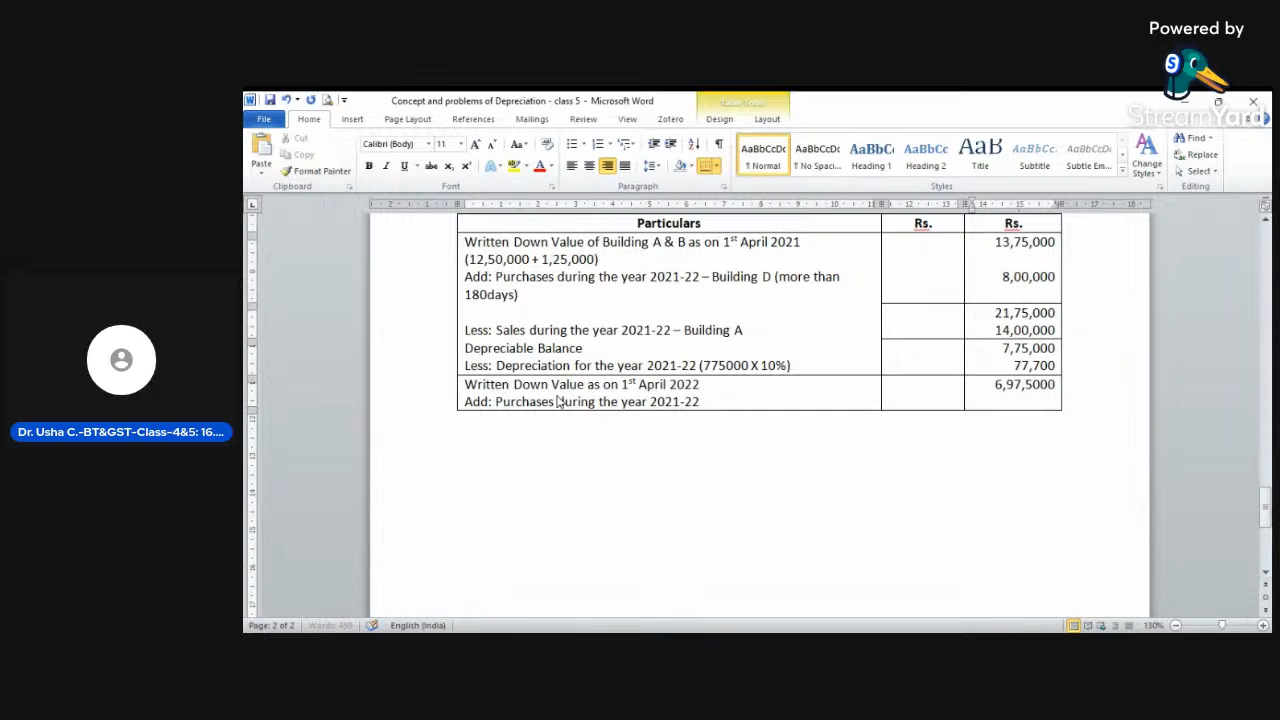 Powered by
S
StreamYard
Concept and problems of Depreciation - class 5 - Microsoft Word
Table Tools
File Home Insert Page Layout References Mailings Review View Zotero Design Layout
Paste
Cut
Copy
Format Painter
Clipboard
Calibri (Body) 11
Font
Paragraph
AaBbCcDc AaBbCcDc AaBbC AaBbCc AaB AaBbCc. AaBbCcDc
¶ Normal ¶ No Spaci... Heading 1 Heading 2 Title Subtitle Subtle Em...
Styles
Change
Styles
Find
Replace
Select
Editing
Particulars Rs. Rs.
Written Down Value of Building A & B as on 1st April 2021 13,75,000
(12,50,000 + 1,25,000)
Add: Purchases during the year 2021-22 – Building D (more than 8,00,000
180days)
21,75,000
Less: Sales during the year 2021-22 – Building A 14,00,000
Depreciable Balance 7,75,000
Less: Depreciation for the year 2021-22 (775000 X 10%) 77,700
Written Down Value as on 1st April 2022 6,97,5000
Add: Purchases during the year 2021-22
Dr. Usha C.-BT&GST-Class-4&5: 16....
Page: 2 of 2 Words: 459 English (India) 130%